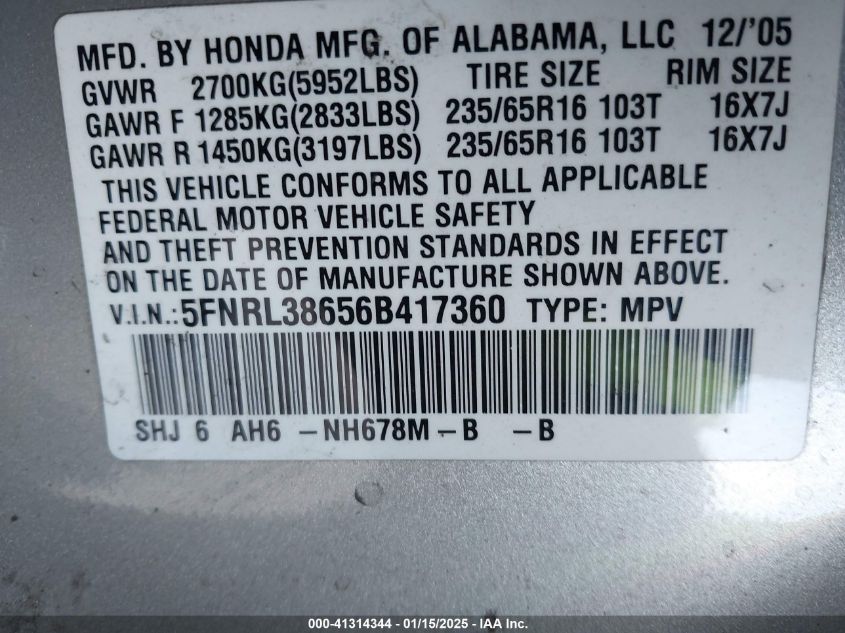 MFD. BY HONDA MFG. OF ALABAMA, LLC 12/'05
GVWR 2700KG(5952LBS) TIRE SIZE RIM SIZE
GAWR F 1285KG(2833LBS) 235/65R16 103T 16X7J
GAWR R 1450KG(3197LBS) 235/65R16 103T 16X7J
THIS VEHICLE CONFORMS TO ALL APPLICABLE
FEDERAL MOTOR VEHICLE SAFETY
AND THEFT PREVENTION STANDARDS IN EFFECT
ON THE DATE OF MANUFACTURE SHOWN ABOVE.
V.I.N.:5FNRL38656B417360 TYPE: MPV
SHJ 6 AH6 -NH678M-B -B
000-41314344 - 01/15/2025 - IAA Inc.